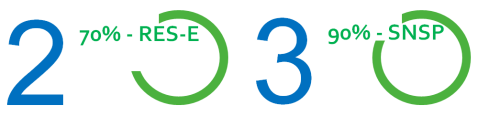 2 70% - RES-E 3 90% - SNSP